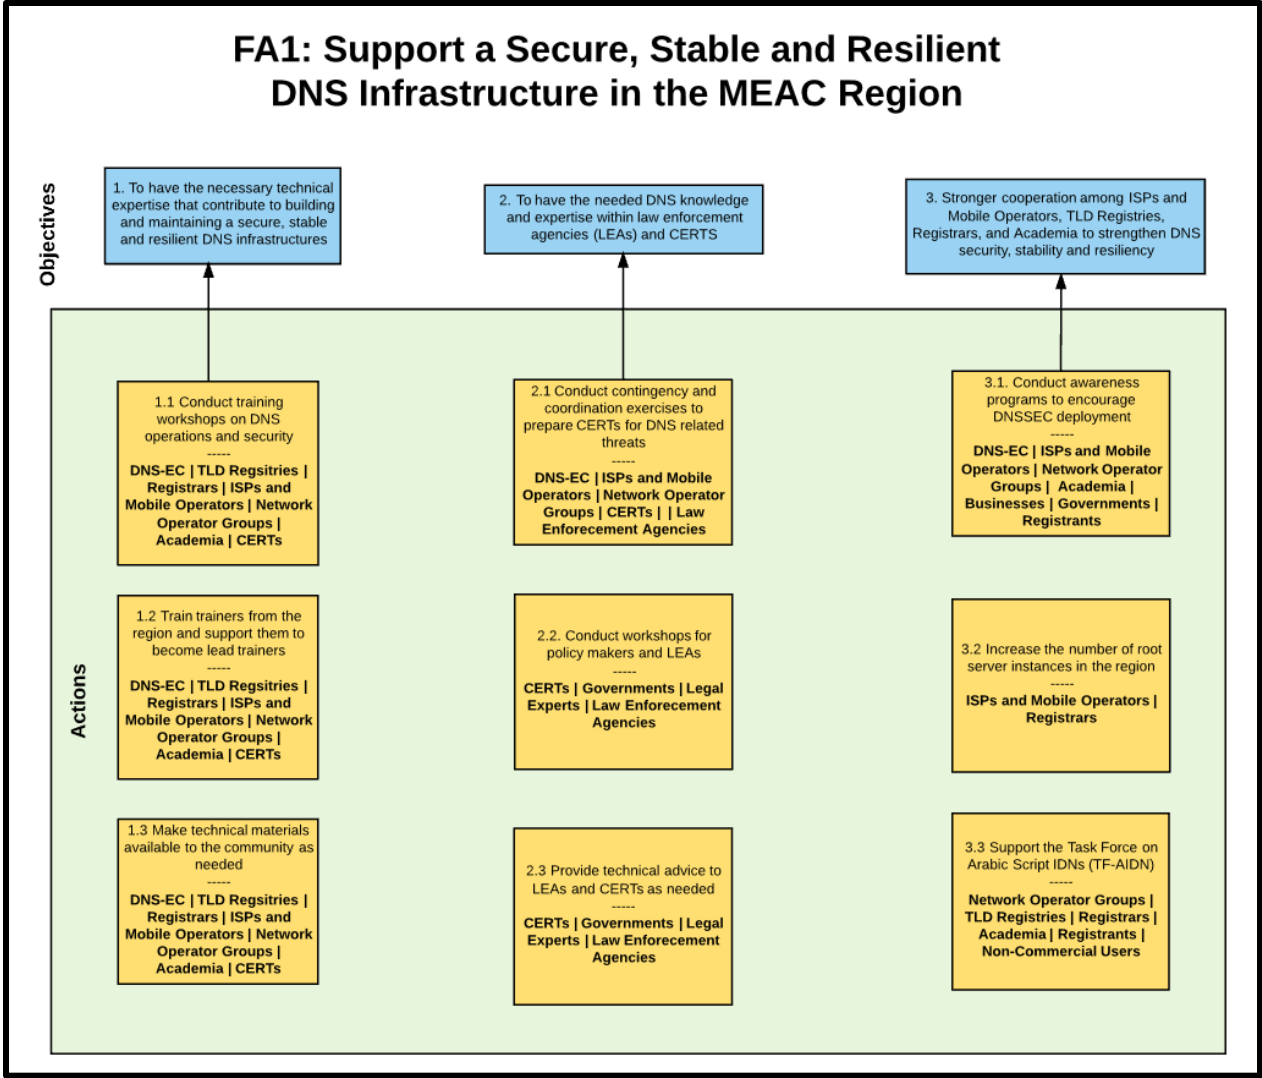 FA1: Support a Secure, Stable and Resilient
DNS Infrastructure in the MEAC Region
Objectives
1. To have the necessary technical
expertise that contribute to building
and maintaining a secure, stable
and resilient DNS infrastructures
2. To have the needed DNS knowledge
and expertise within law enforcement
agencies (LEAs) and CERTS
3. Stronger cooperation among ISPs and
Mobile Operators, TLD Registries,
Registrars, and Academia to strengthen DNS
security, stability and resiliency
Actions
1.1 Conduct training
workshops on DNS
operations and security
-----
DNS-EC | TLD Regsitries |
Registrars | ISPs and
Mobile Operators | Network
Operator Groups |
Academia | CERTs
2.1 Conduct contingency and
coordination exercises to
prepare CERTs for DNS related
threats
-----
DNS-EC | ISPs and Mobile
Operators | Network Operator
Groups | CERTs | | Law
Enforecement Agencies
3.1. Conduct awareness
programs to encourage
DNSSEC deployment
-----
DNS-EC | ISPs and Mobile
Operators | Network Operator
Groups | Academia |
Businesses | Governments |
Registrants
1.2 Train trainers from the
region and support them to
become lead trainers
-----
DNS-EC | TLD Regsitries |
Registrars | ISPs and
Mobile Operators | Network
Operator Groups |
Academia | CERTs
2.2. Conduct workshops for
policy makers and LEAs
-----
CERTs | Governments | Legal
Experts | Law Enforecement
Agencies
3.2 Increase the number of root
server instances in the region
-----
ISPs and Mobile Operators |
Registrars
1.3 Make technical materials
available to the community as
needed
-----
DNS-EC | TLD Regsitries |
Registrars | ISPs and
Mobile Operators | Network
Operator Groups |
Academia | CERTs
2.3 Provide technical advice to
LEAs and CERTs as needed
-----
CERTs | Governments | Legal
Experts | Law Enforecement
Agencies
3.3 Support the Task Force on
Arabic Script IDNs (TF-AIDN)
-----
Network Operator Groups |
TLD Registries | Registrars |
Academia | Registrants |
Non-Commercial Users